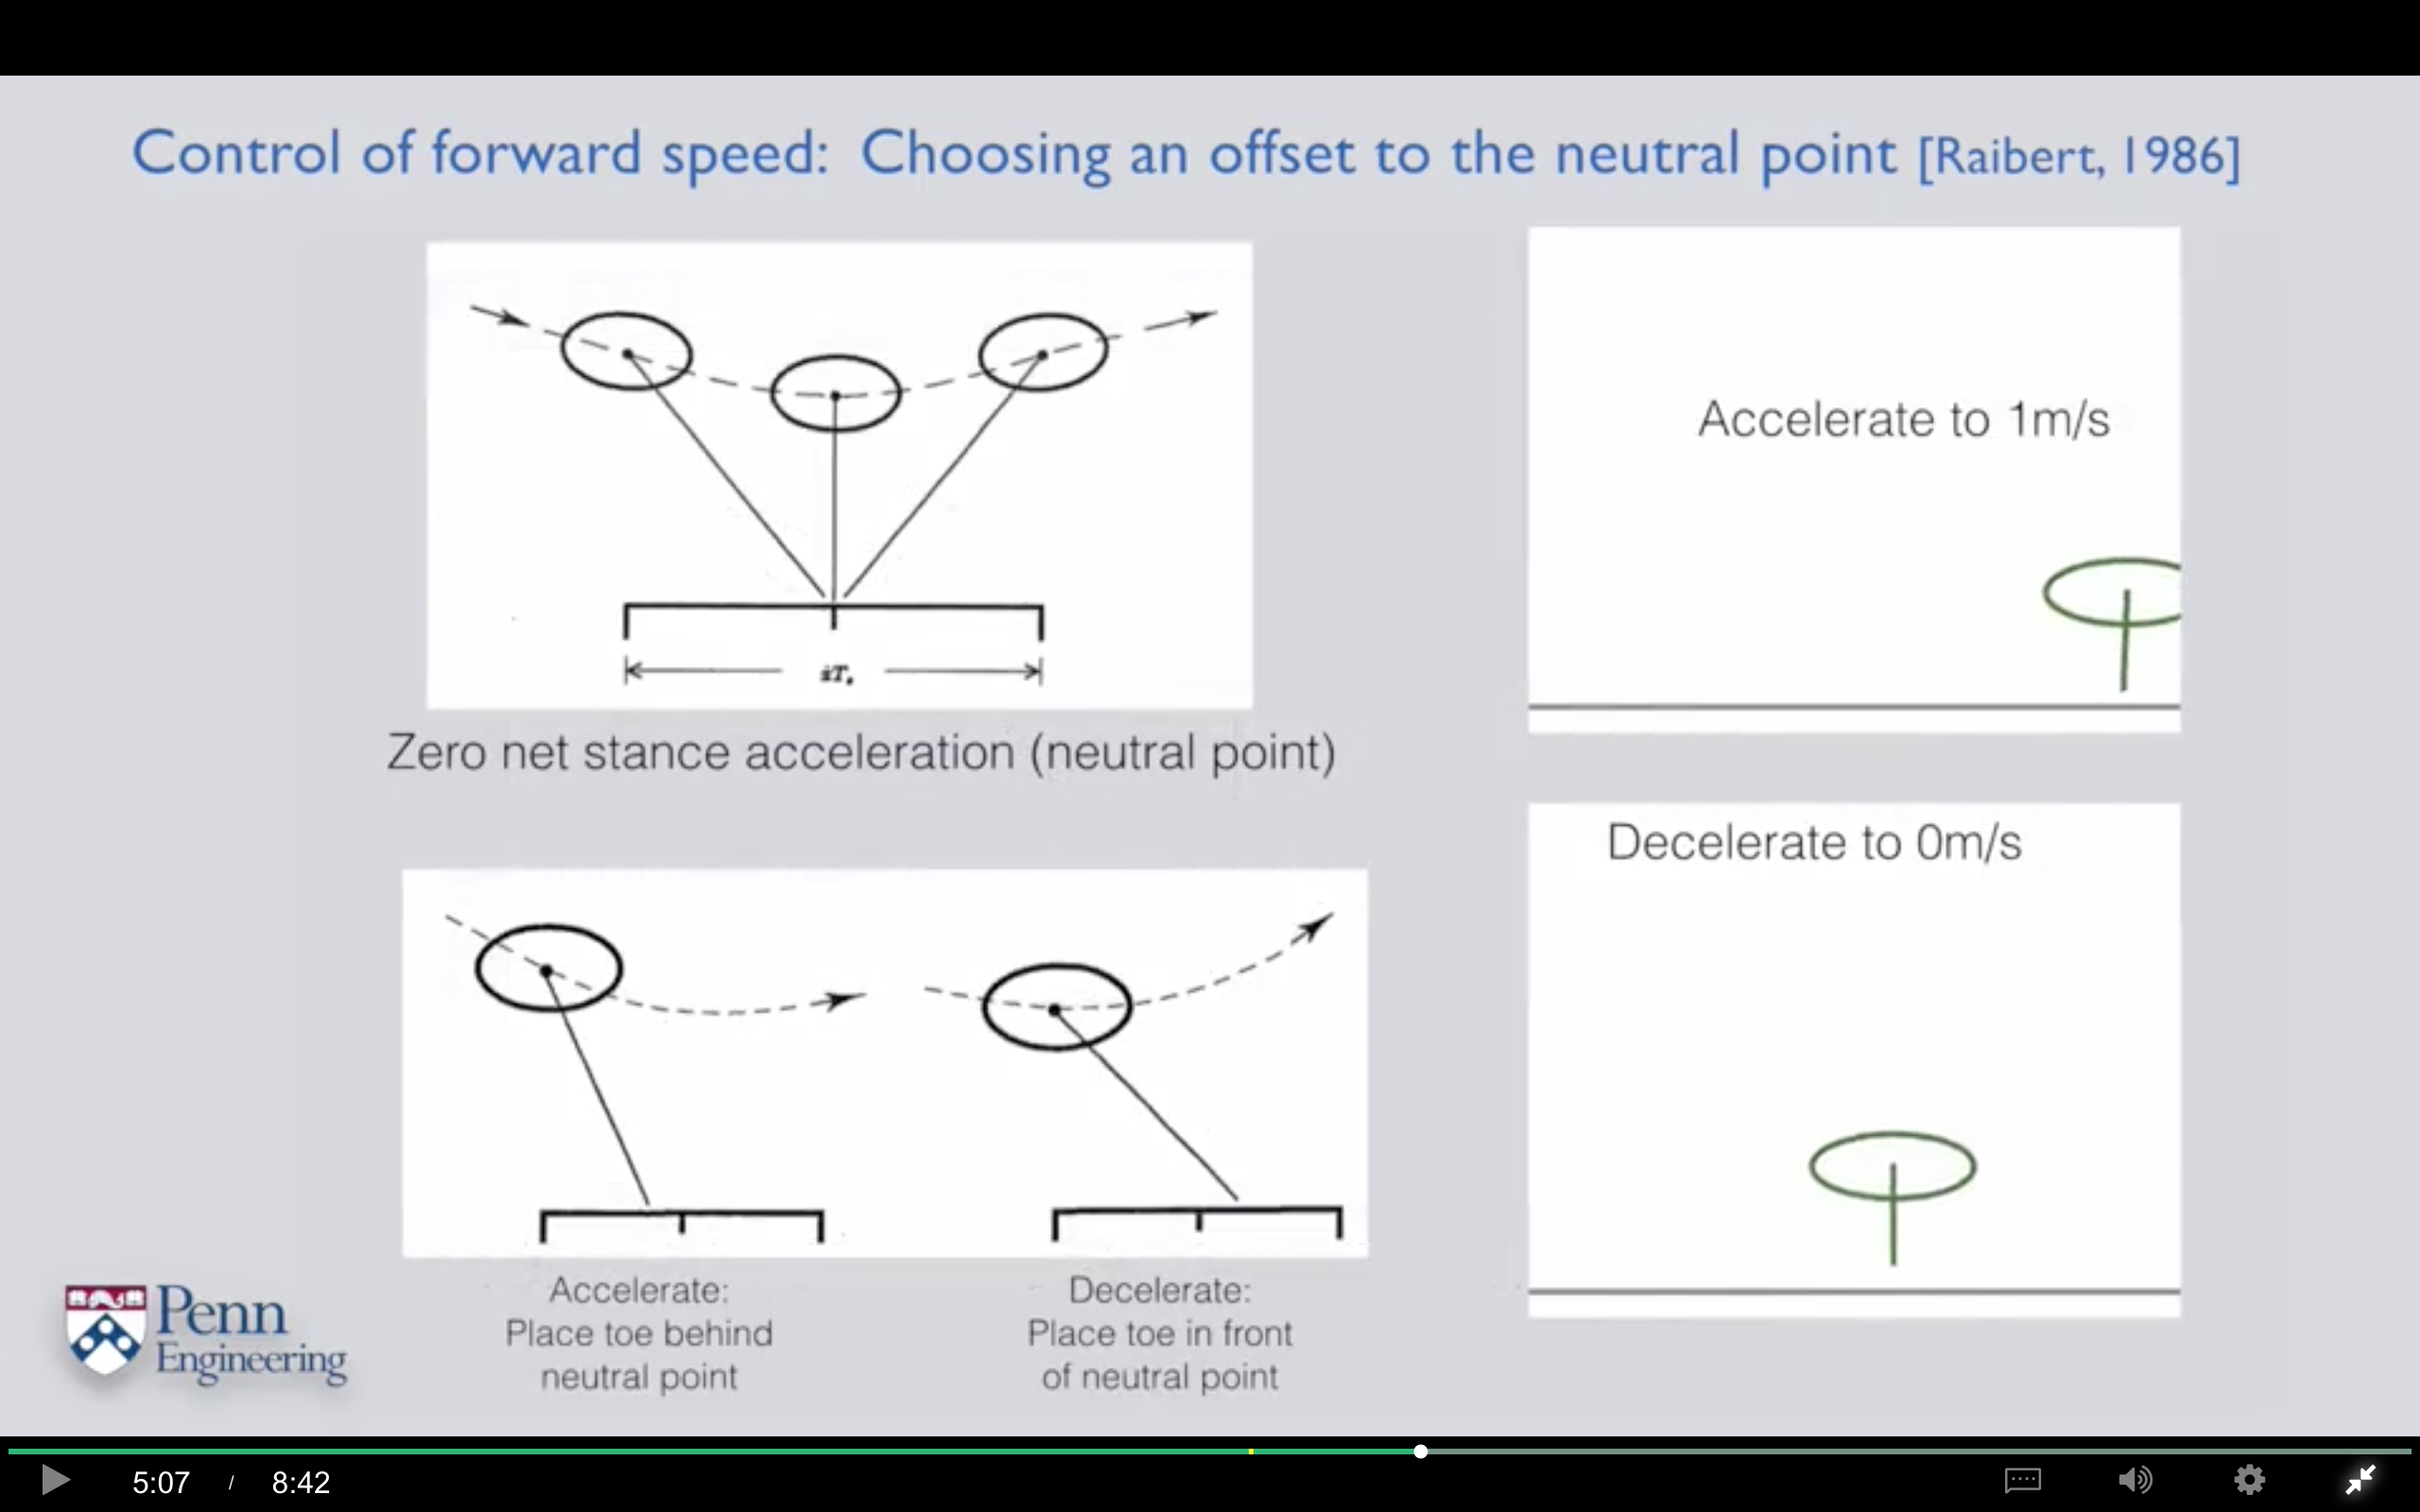 Control of forward speed: Choosing an offset to the neutral point [Raibert, 1986]
ẋTₛ
Zero net stance acceleration (neutral point)
Accelerate to 1m/s
Decelerate to 0m/s
Accelerate:
Place toe behind
neutral point
Decelerate:
Place toe in front
of neutral point
Penn
Engineering
5:07 / 8:42